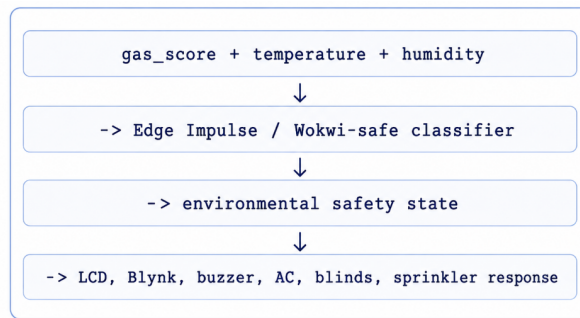 gas_score + temperature + humidity
↓
-> Edge Impulse / Wokwi-safe classifier
↓
-> environmental safety state
↓
-> LCD, Blynk, buzzer, AC, blinds, sprinkler response